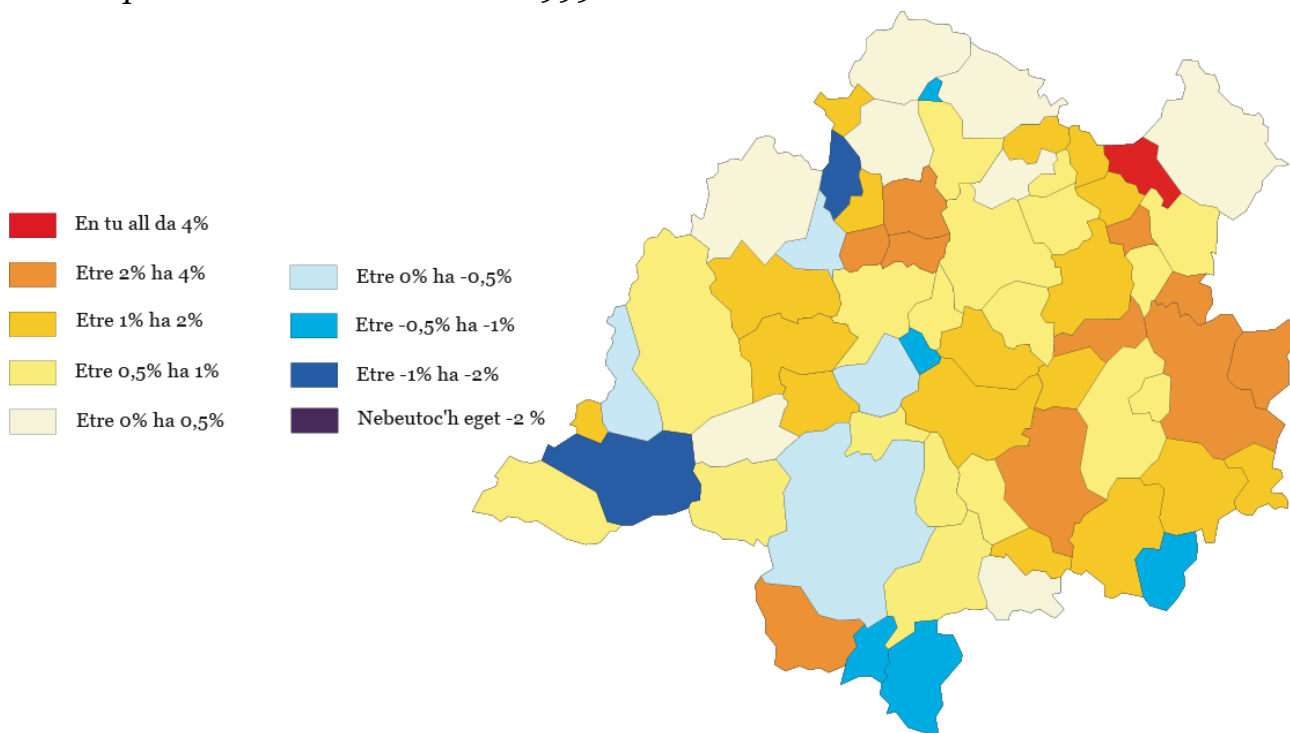 En tu all da 4%
Etre 2% ha 4%
Etre 1% ha 2%
Etre 0,5% ha 1%
Etre 0% ha 0,5%
Etre 0% ha -0,5%
Etre -0,5% ha -1%
Etre -1% ha -2%
Nebeutoc'h eget -2 %